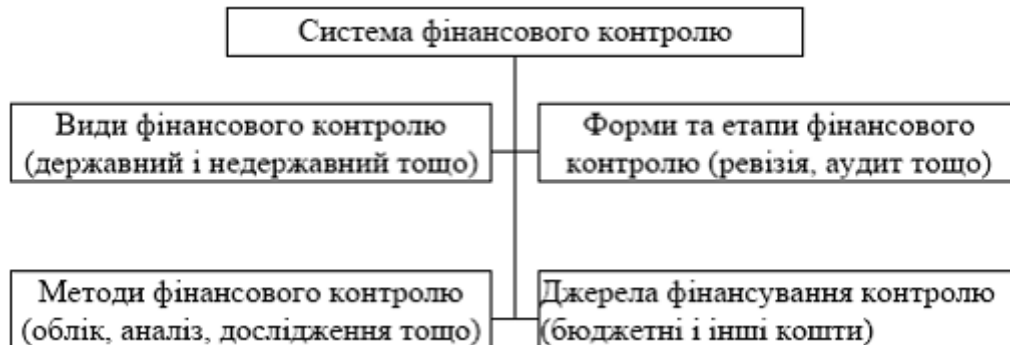 Система фінансового контролю
Види фінансового контролю
(державний і недержавний тощо)
Форми та етапи фінансового
контролю (ревізія, аудит тощо)
Методи фінансового контролю
(облік, аналіз, дослідження тощо)
Джерела фінансування контролю
(бюджетні і інші кошти)